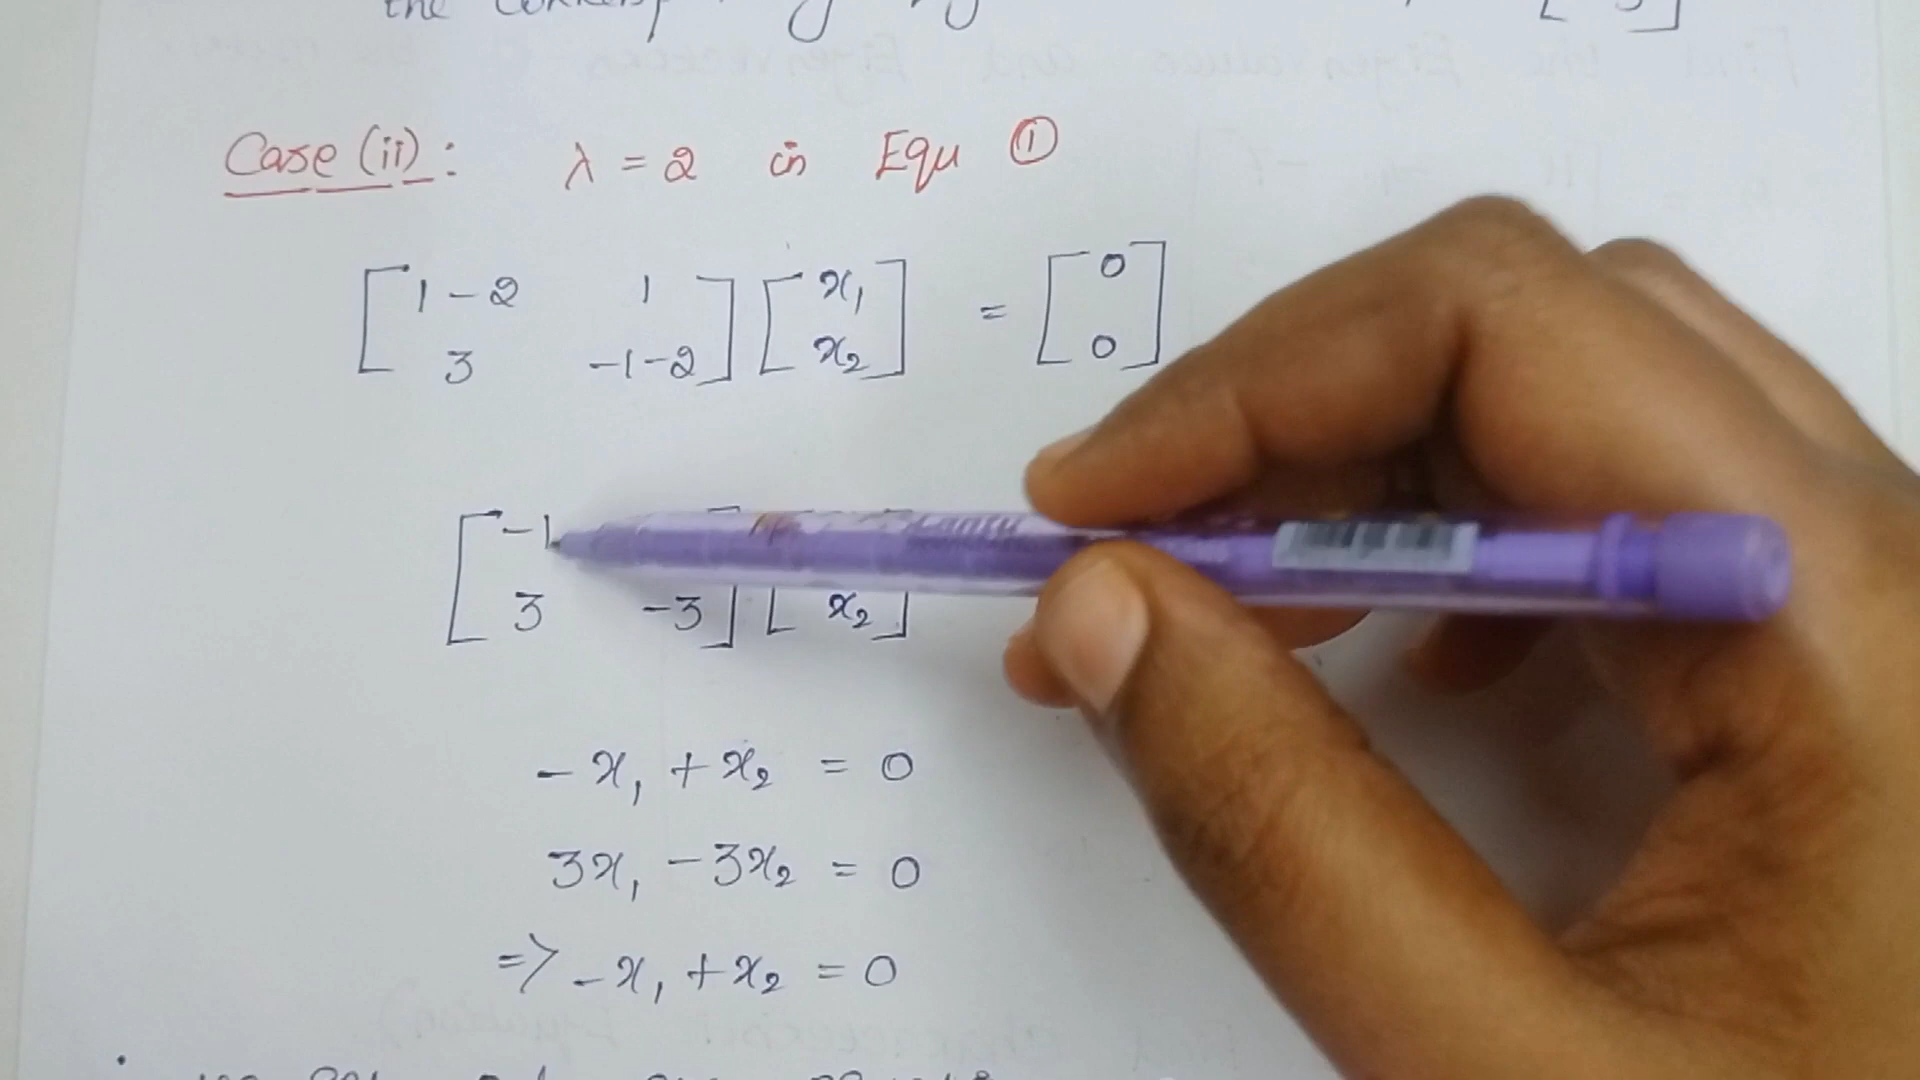 the
Case (ii): λ = 2 in Equ ①
[1-2 1] [x₁] = [0]
[3 -1-2] [x₂] [0]
[-1
3 -3] [x₂]
- x₁ + x₂ = 0
3x₁ - 3x₂ = 0
=> -x₁ + x₂ = 0